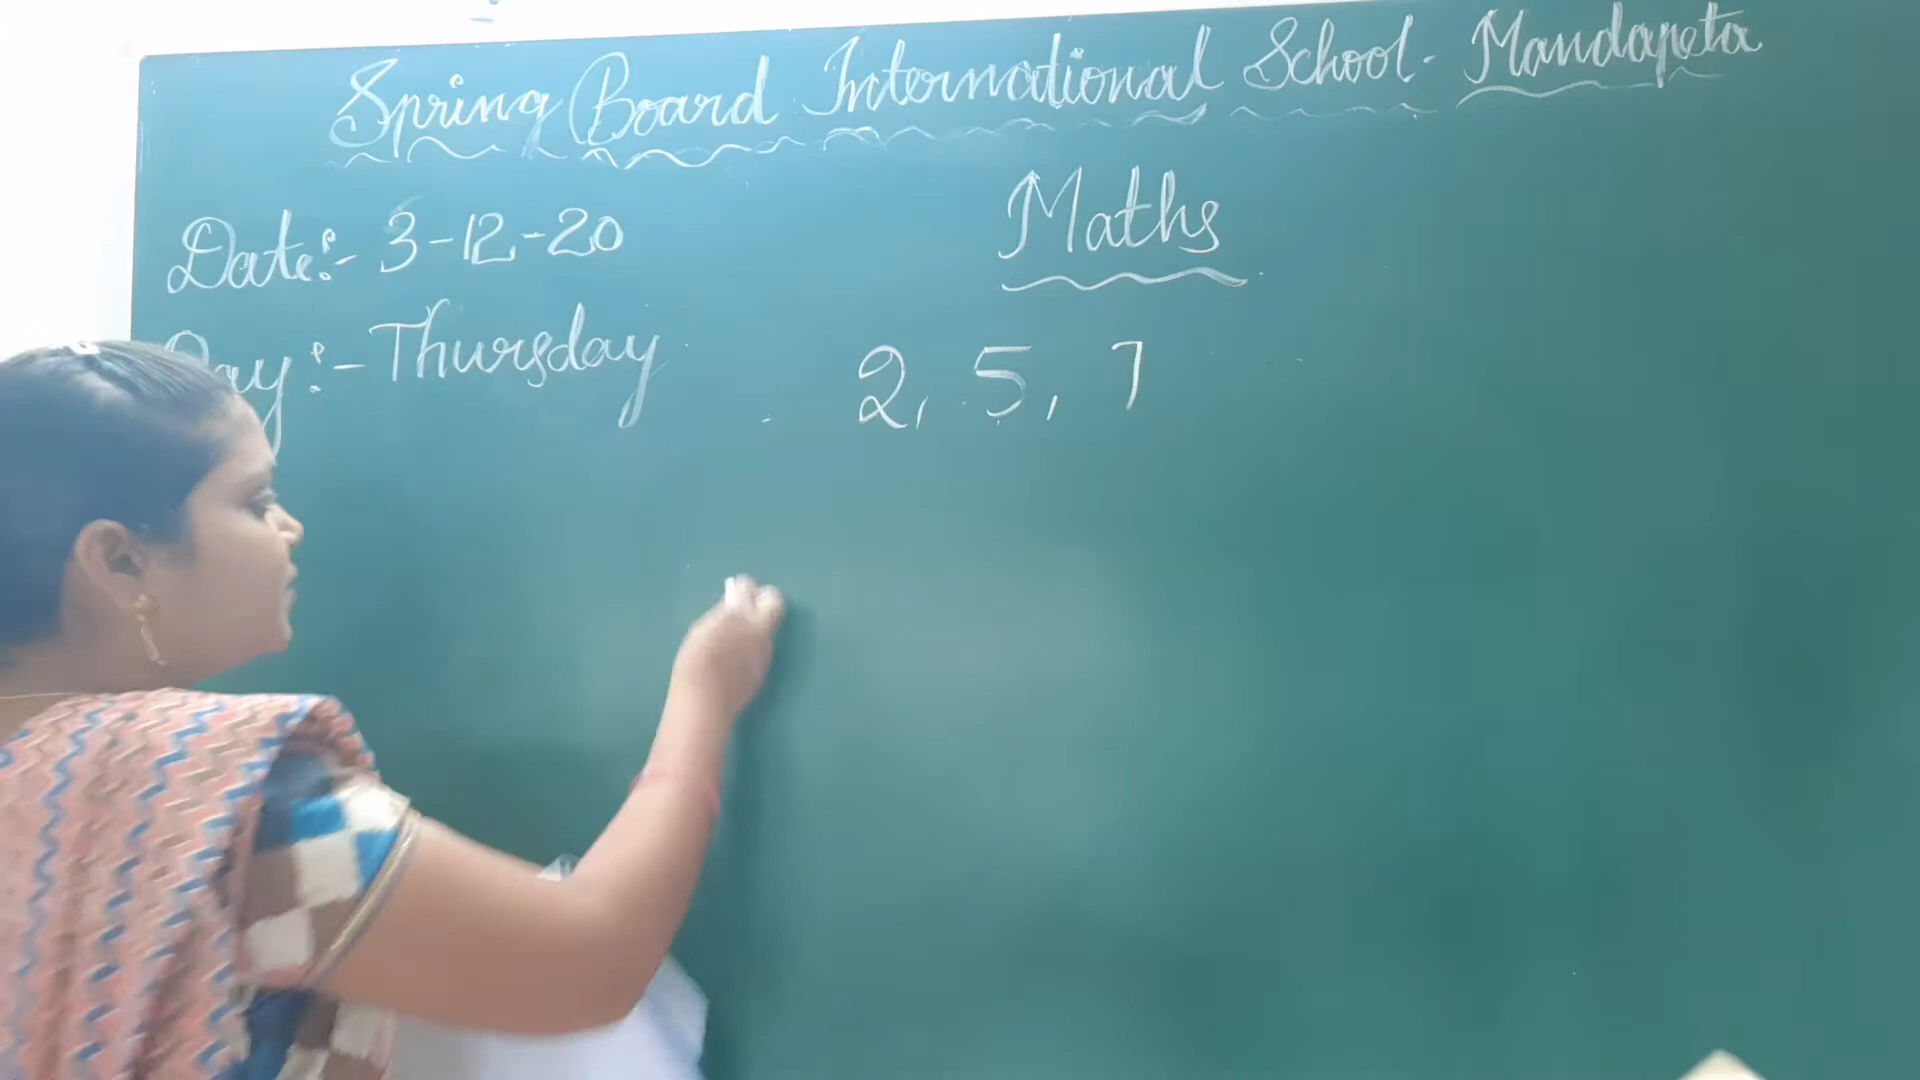 Spring Board International School - Mandapeta
Maths
Date:- 3-12-20
Day:- Thursday
2, 5, 7